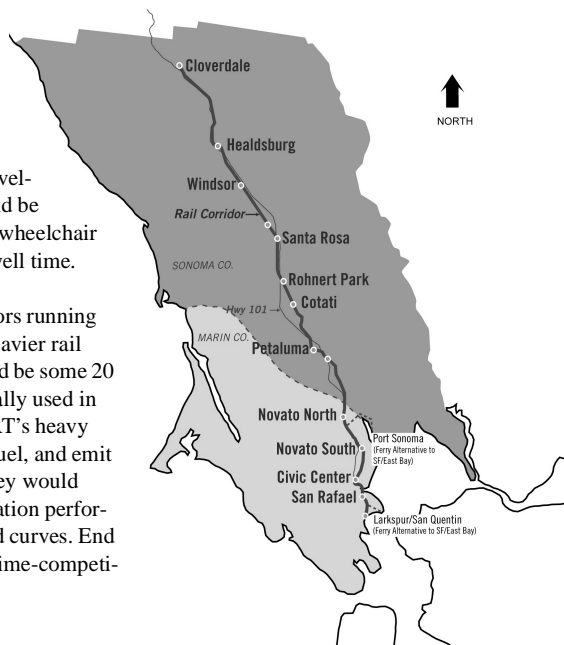 vel-
d be
wheelchair
well time.
ors running
avier rail
d be some 20
ally used in
RT's heavy
uel, and emit
ey would
ation perfor-
d curves. End
ime-competi-
Cloverdale
NORTH
Healdsburg
Windsor
Rail Corridor
Santa Rosa
SONOMA CO.
Rohnert Park
Cotati
Hwy 101
MARIN CO.
Petaluma
Novato North
Port Sonoma
(Ferry Alternative to
SF/East Bay)
Novato South
Civic Center
San Rafael
Larkspur/San Quentin
(Ferry Alternative to SF/East Bay)